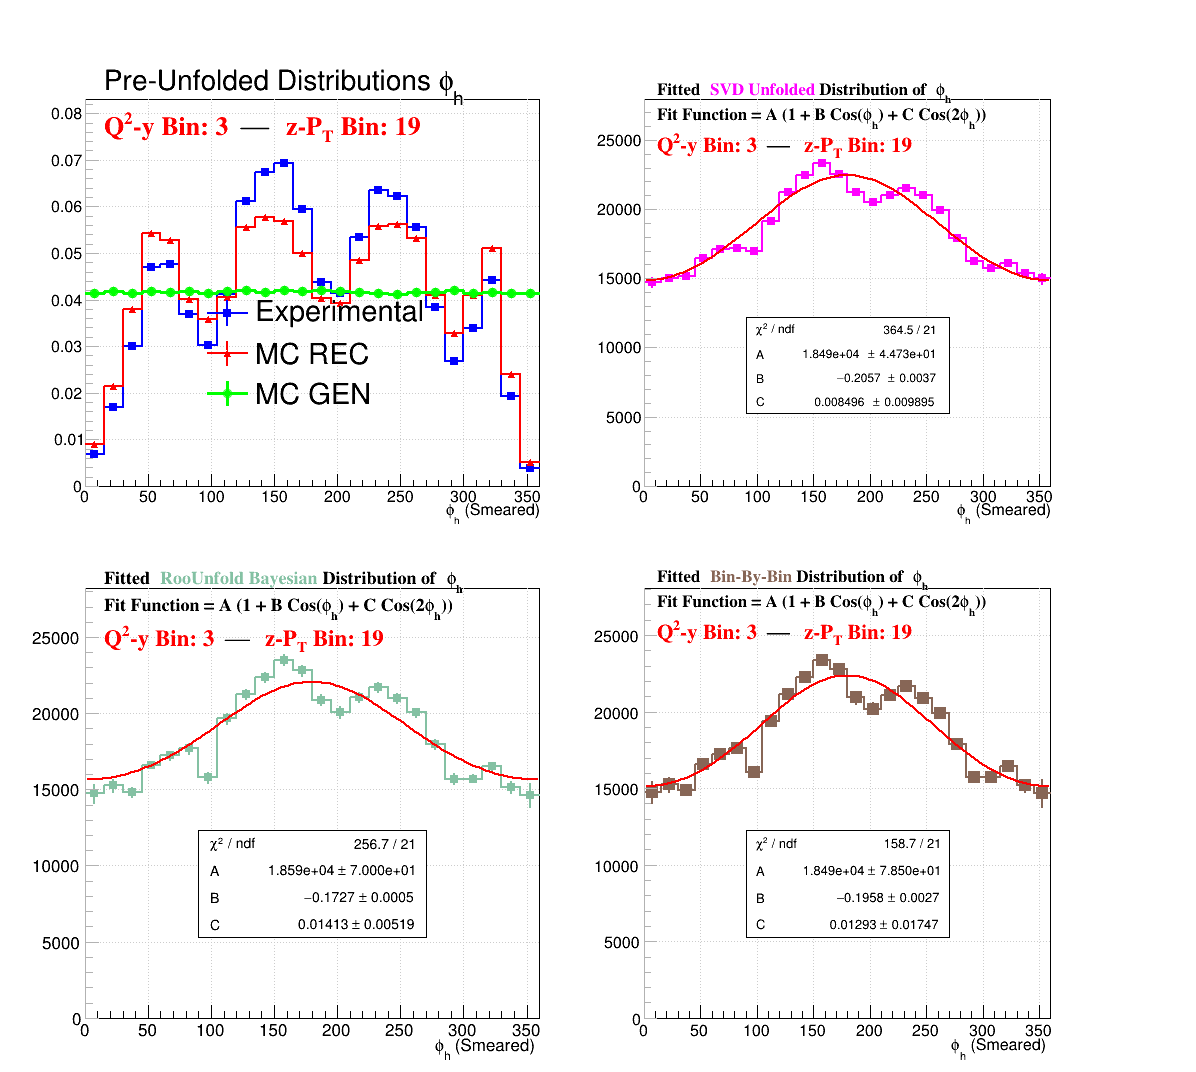 Pre-Unfolded Distributions ϕh
Q²-y Bin: 3 — z-PT Bin: 19
0.08
0.07
0.06
0.05
0.04
0.03
0.02
0.01
0
Experimental
MC REC
MC GEN
0 50 100 150 200 250 300 350
ϕh (Smeared)
Fitted SVD Unfolded Distribution of ϕh
Fit Function = A (1 + B Cos(ϕh) + C Cos(2ϕh))
Q²-y Bin: 3 — z-PT Bin: 19
25000
20000
15000
10000
5000
0
χ² / ndf 364.5 / 21
A 1.849e+04 ± 4.473e+01
B −0.2057 ± 0.0037
C 0.008496 ± 0.009895
0 50 100 150 200 250 300 350
ϕh (Smeared)
Fitted RooUnfold Bayesian Distribution of ϕh
Fit Function = A (1 + B Cos(ϕh) + C Cos(2ϕh))
Q²-y Bin: 3 — z-PT Bin: 19
25000
20000
15000
10000
5000
0
χ² / ndf 256.7 / 21
A 1.859e+04 ± 7.000e+01
B −0.1727 ± 0.0005
C 0.01413 ± 0.00519
0 50 100 150 200 250 300 350
ϕh (Smeared)
Fitted Bin-By-Bin Distribution of ϕh
Fit Function = A (1 + B Cos(ϕh) + C Cos(2ϕh))
Q²-y Bin: 3 — z-PT Bin: 19
25000
20000
15000
10000
5000
0
χ² / ndf 158.7 / 21
A 1.849e+04 ± 7.850e+01
B −0.1958 ± 0.0027
C 0.01293 ± 0.01747
0 50 100 150 200 250 300 350
ϕh (Smeared)